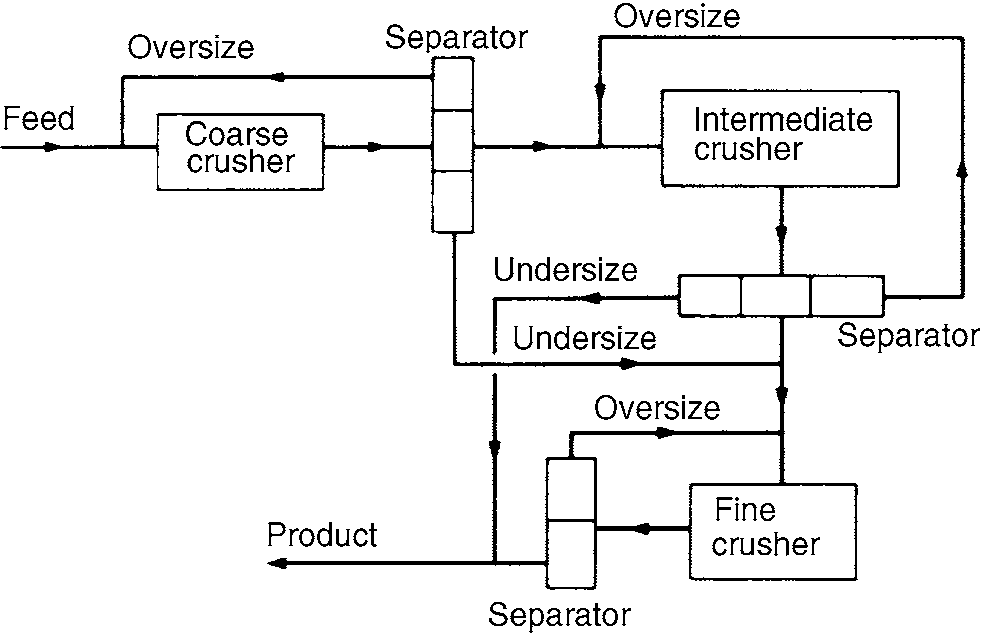 Oversize
Separator
Oversize
Feed
Coarse
crusher
Intermediate
crusher
Undersize
Undersize
Separator
Oversize
Fine
crusher
Product
Separator